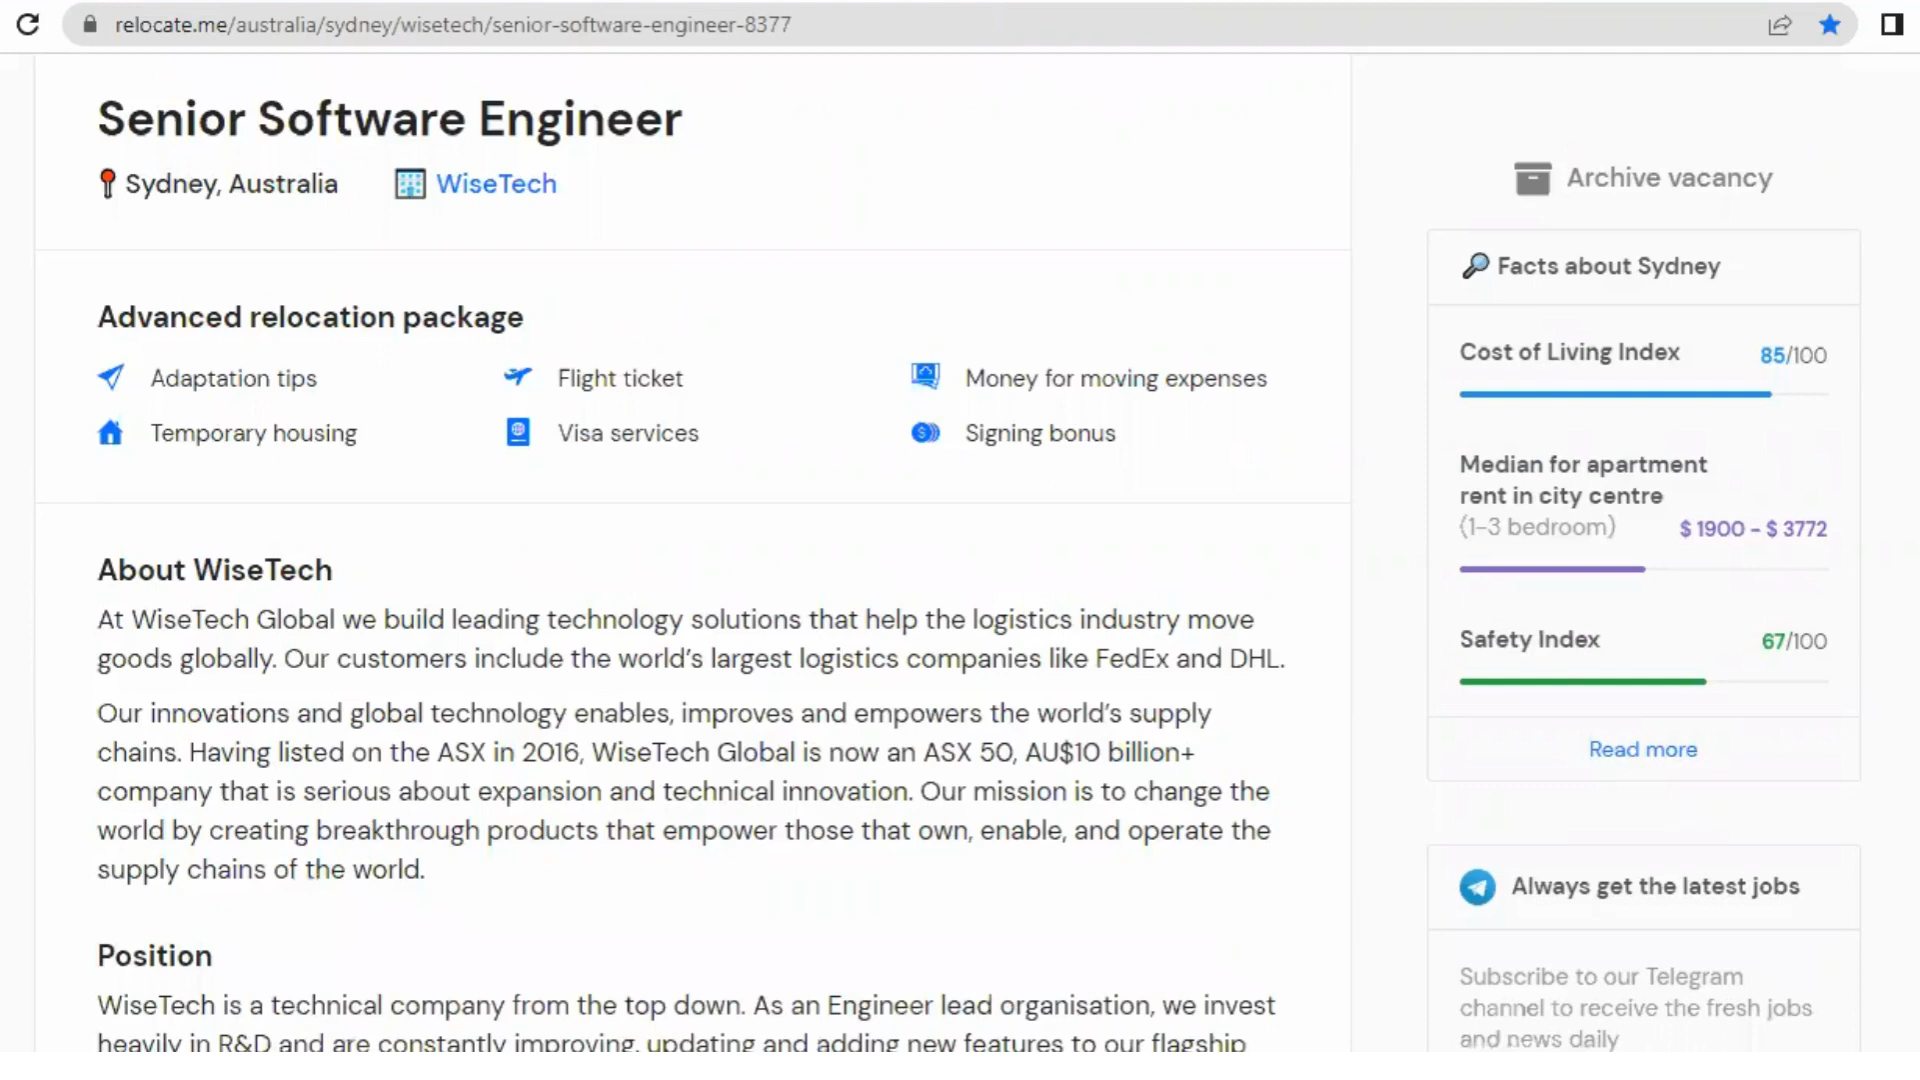 relocate.me/australia/sydney/wisetech/senior-software-engineer-8377
Senior Software Engineer
Sydney, Australia
WiseTech
Advanced relocation package
Adaptation tips
Flight ticket
Money for moving expenses
Temporary housing
Visa services
Signing bonus
About WiseTech
At WiseTech Global we build leading technology solutions that help the logistics industry move
goods globally. Our customers include the world's largest logistics companies like FedEx and DHL.
Our innovations and global technology enables, improves and empowers the world's supply
chains. Having listed on the ASX in 2016, WiseTech Global is now an ASX 50, AU$10 billion+
company that is serious about expansion and technical innovation. Our mission is to change the
world by creating breakthrough products that empower those that own, enable, and operate the
supply chains of the world.
Position
WiseTech is a technical company from the top down. As an Engineer lead organisation, we invest
heavily in R&D and are constantly improving, updating and adding new features to our flagship
Archive vacancy
Facts about Sydney
Cost of Living Index 85/100
Median for apartment
rent in city centre
(1-3 bedroom) $ 1900 - $ 3772
Safety Index 67/100
Read more
Always get the latest jobs
Subscribe to our Telegram
channel to receive the fresh jobs
and news daily